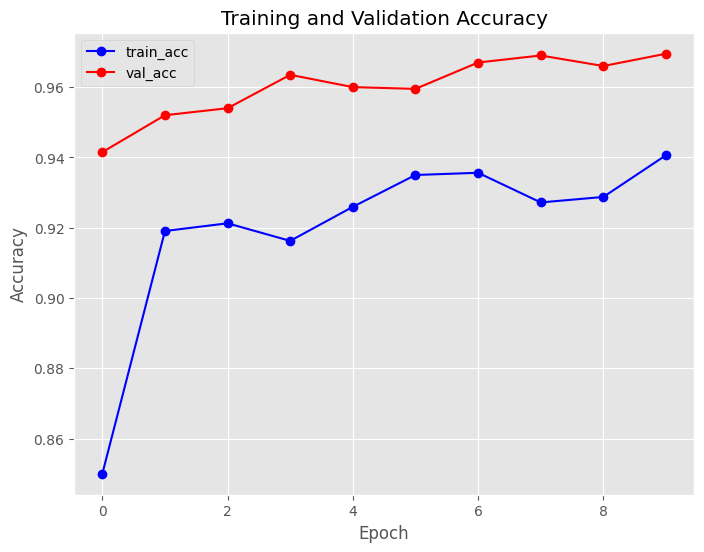 Training and Validation Accuracy
train_acc
val_acc
0.96
0.94
0.92
0.90
0.88
0.86
Accuracy
0 2 4 6 8
Epoch